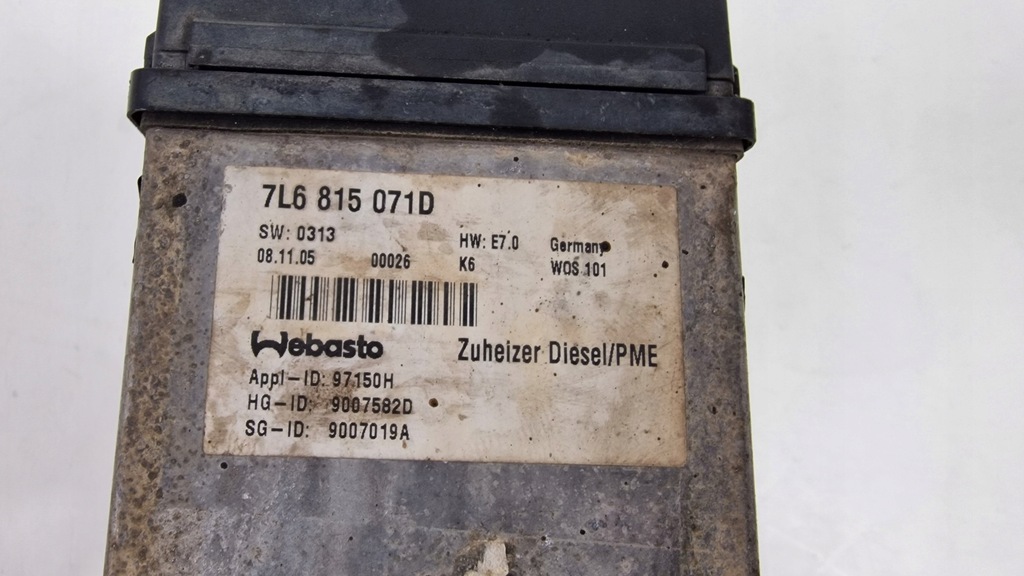 7L6 815 071D
SW: 0313 HW: E7.0 Germany
08.11.05 00026 K6 WOS 101
Webasto Zuheizer Diesel/PME
Appl-ID: 97150H
HG-ID: 9007582D
SG-ID: 9007019A